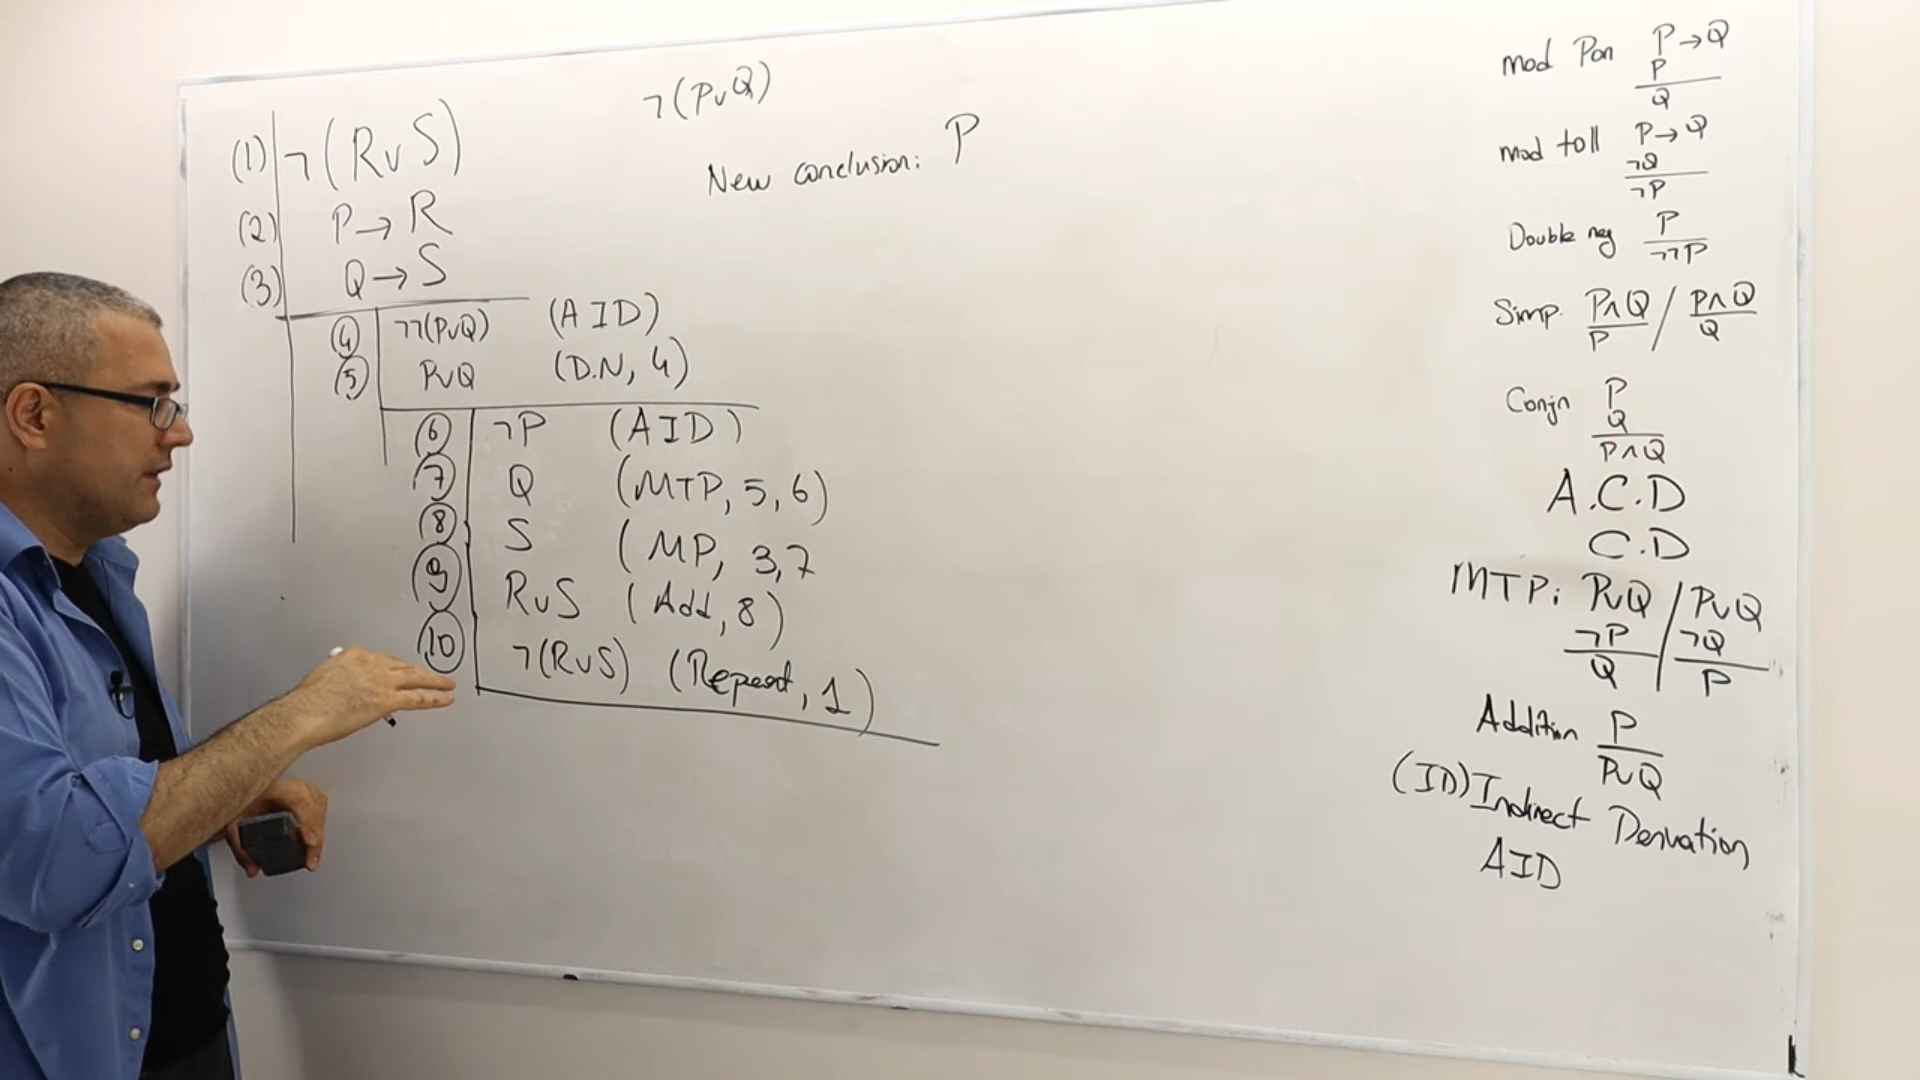 ¬(P∨Q)
New conclusion: P
(1) ¬(R∨S)
(2) P→R
(3) Q→S
4 ¬¬(P∨Q) (AID)
5 P∨Q (D.N, 4)
6 ¬P (AID)
7 Q (MTP, 5, 6)
8 S (MP, 3,7
9 R∨S (Add, 8)
10 ¬(R∨S) (Repeat, 1)
mod Pon P→Q
P
Q
mod toll P→Q
¬Q
¬P
Double neg P
¬¬P
Simp. P∧Q / P∧Q
P Q
Conjn P
Q
P∧Q
A.C.D
C.D
MTP: P∨Q / P∨Q
¬P ¬Q
Q P
Addition P
P∨Q
(ID) Indirect Derivation
AID